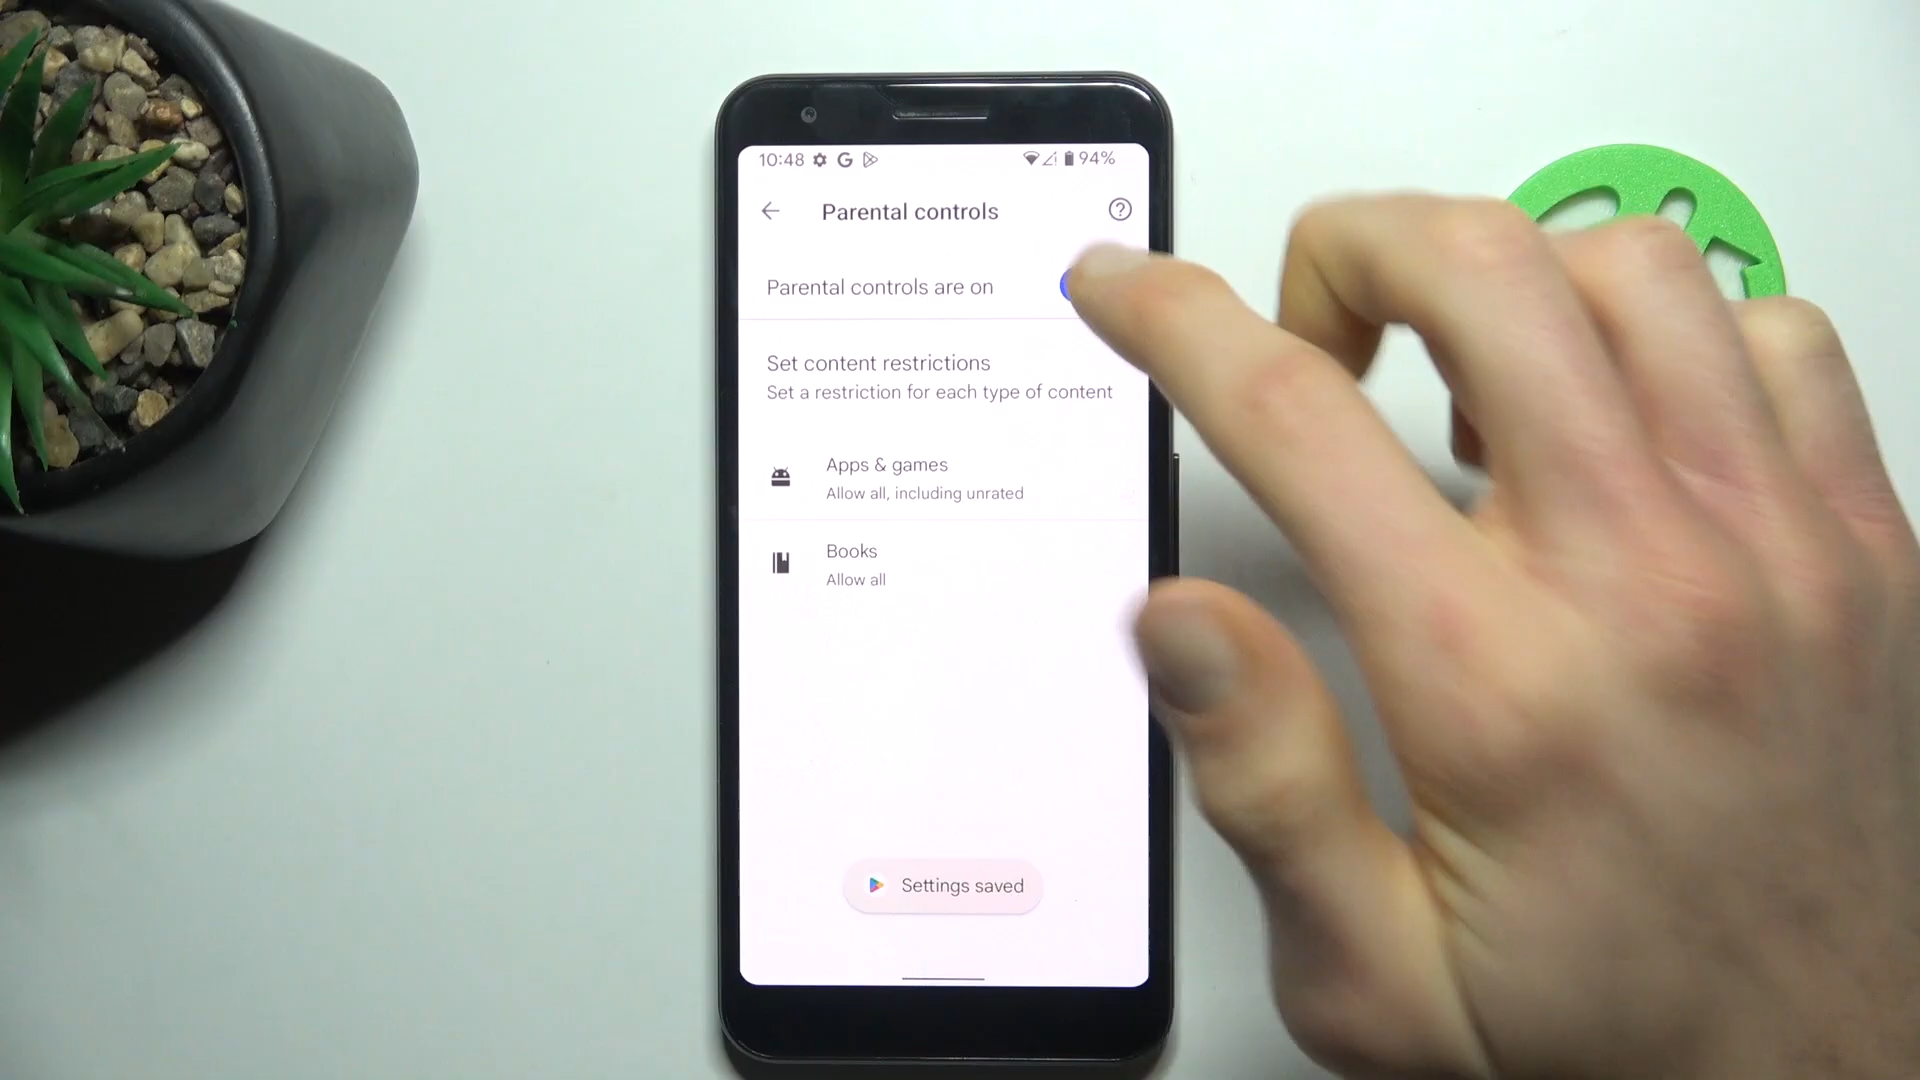 10:48 G 94%
Parental controls
Parental controls are on
Set content restrictions
Set a restriction for each type of content
Apps & games
Allow all, including unrated
Books
Allow all
Settings saved